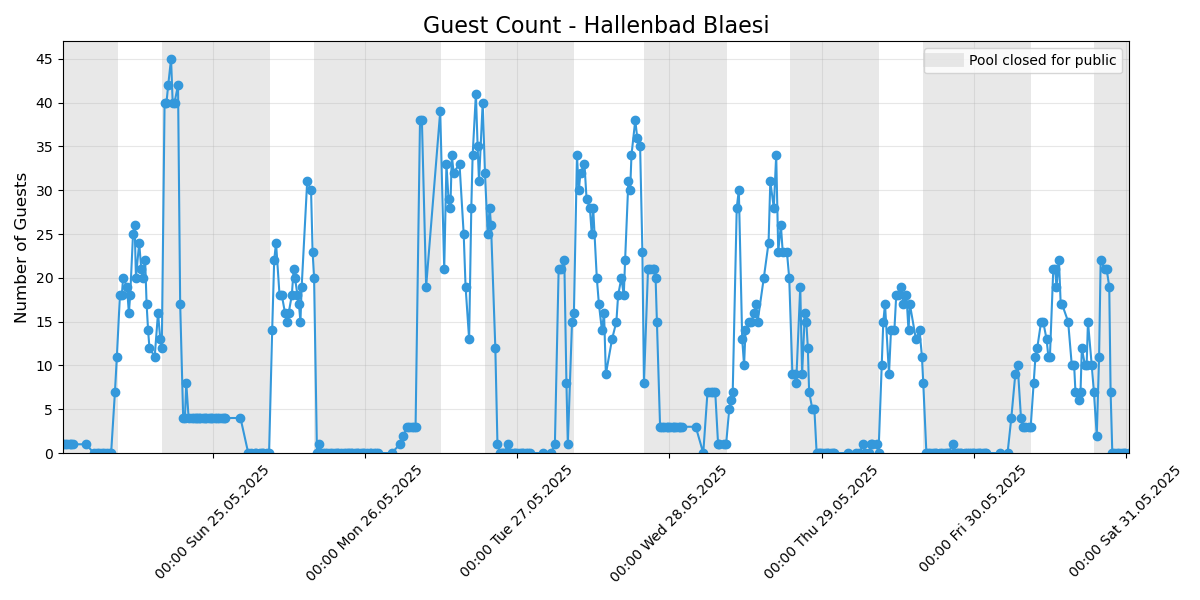 Guest Count - Hallenbad Blaesi
Pool closed for public
Number of Guests
45
40
35
30
25
20
15
10
5
0
00:00 Sun 25.05.2025
00:00 Mon 26.05.2025
00:00 Tue 27.05.2025
00:00 Wed 28.05.2025
00:00 Thu 29.05.2025
00:00 Fri 30.05.2025
00:00 Sat 31.05.2025